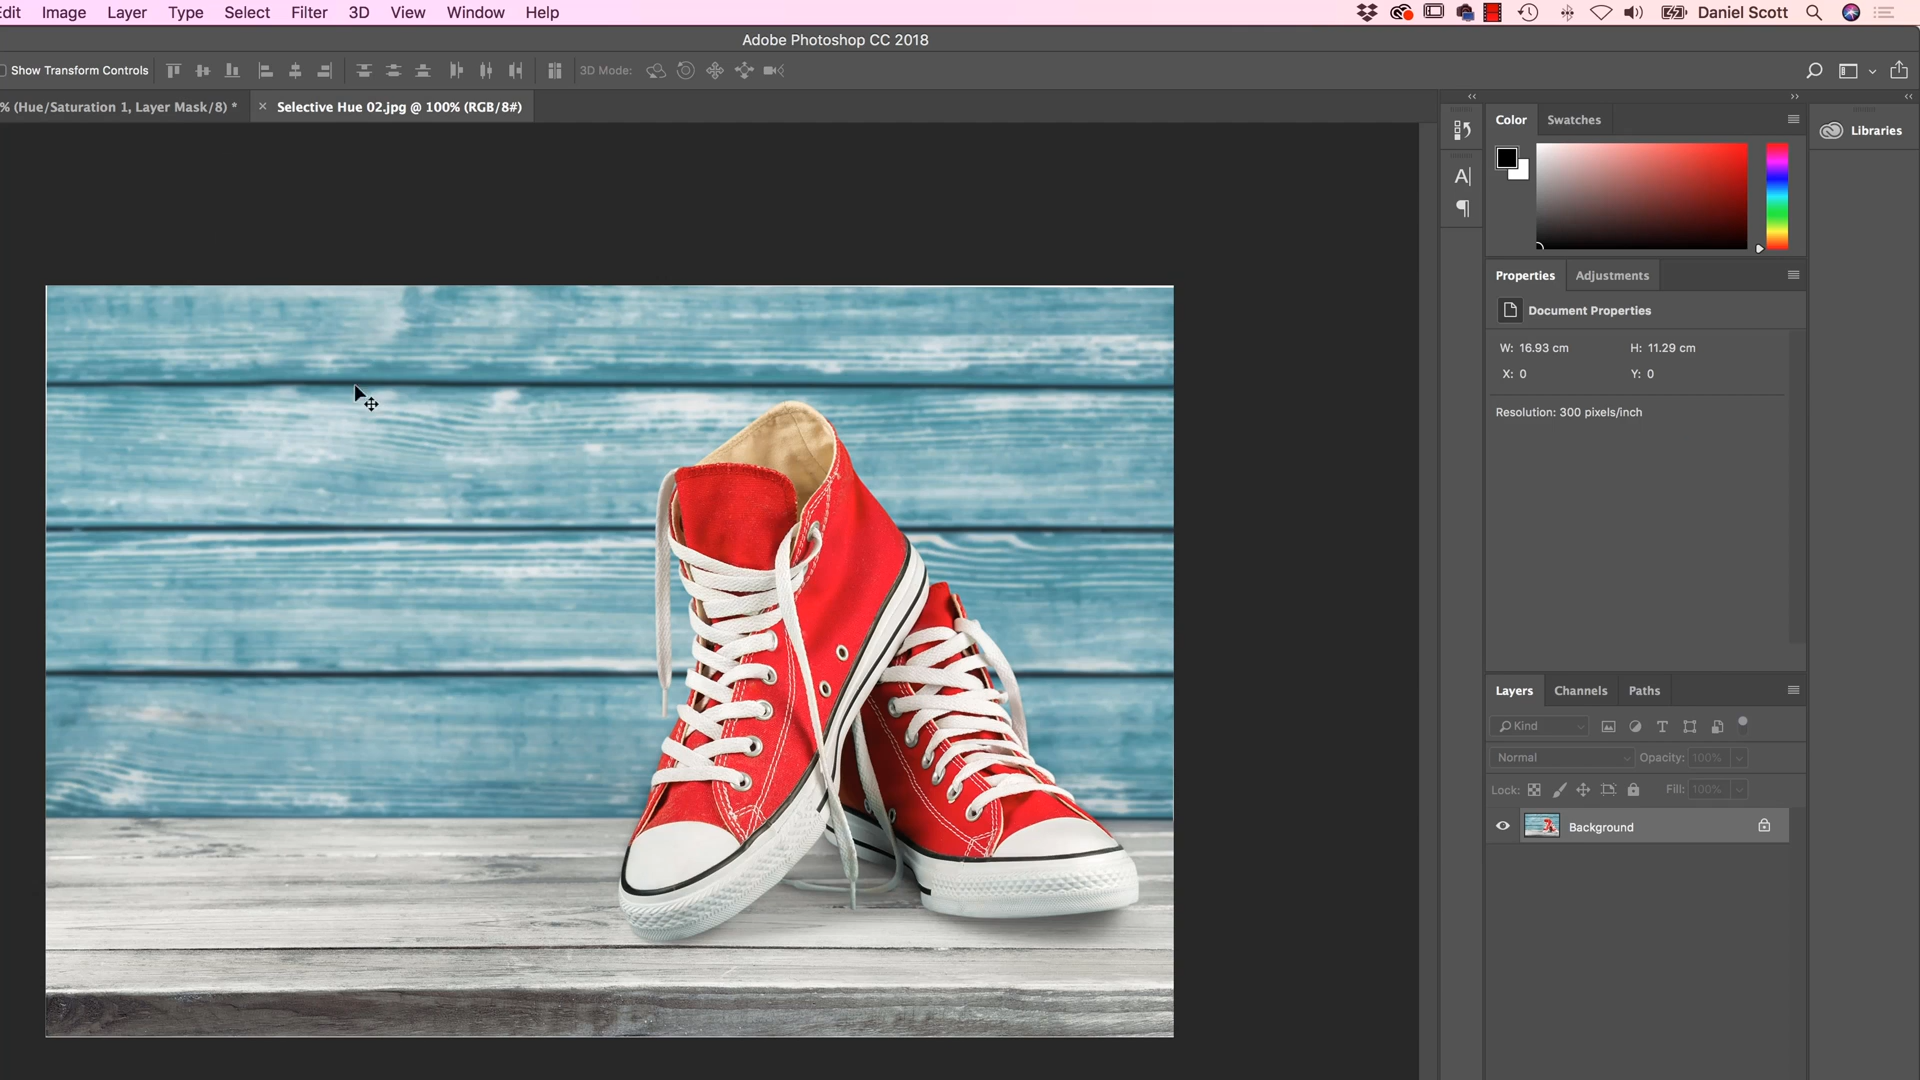 dit Image Layer Type Select Filter 3D View Window Help Daniel Scott
Adobe Photoshop CC 2018
Show Transform Controls 3D Mode:
% (Hue/Saturation 1, Layer Mask/8) * × Selective Hue 02.jpg @ 100% (RGB/8#)
Color Swatches
Libraries
Properties Adjustments
Document Properties
W: 16.93 cm H: 11.29 cm
X: 0 Y: 0
Resolution: 300 pixels/inch
Layers Channels Paths
Kind
Normal Opacity: 100%
Lock: Fill: 100%
Background